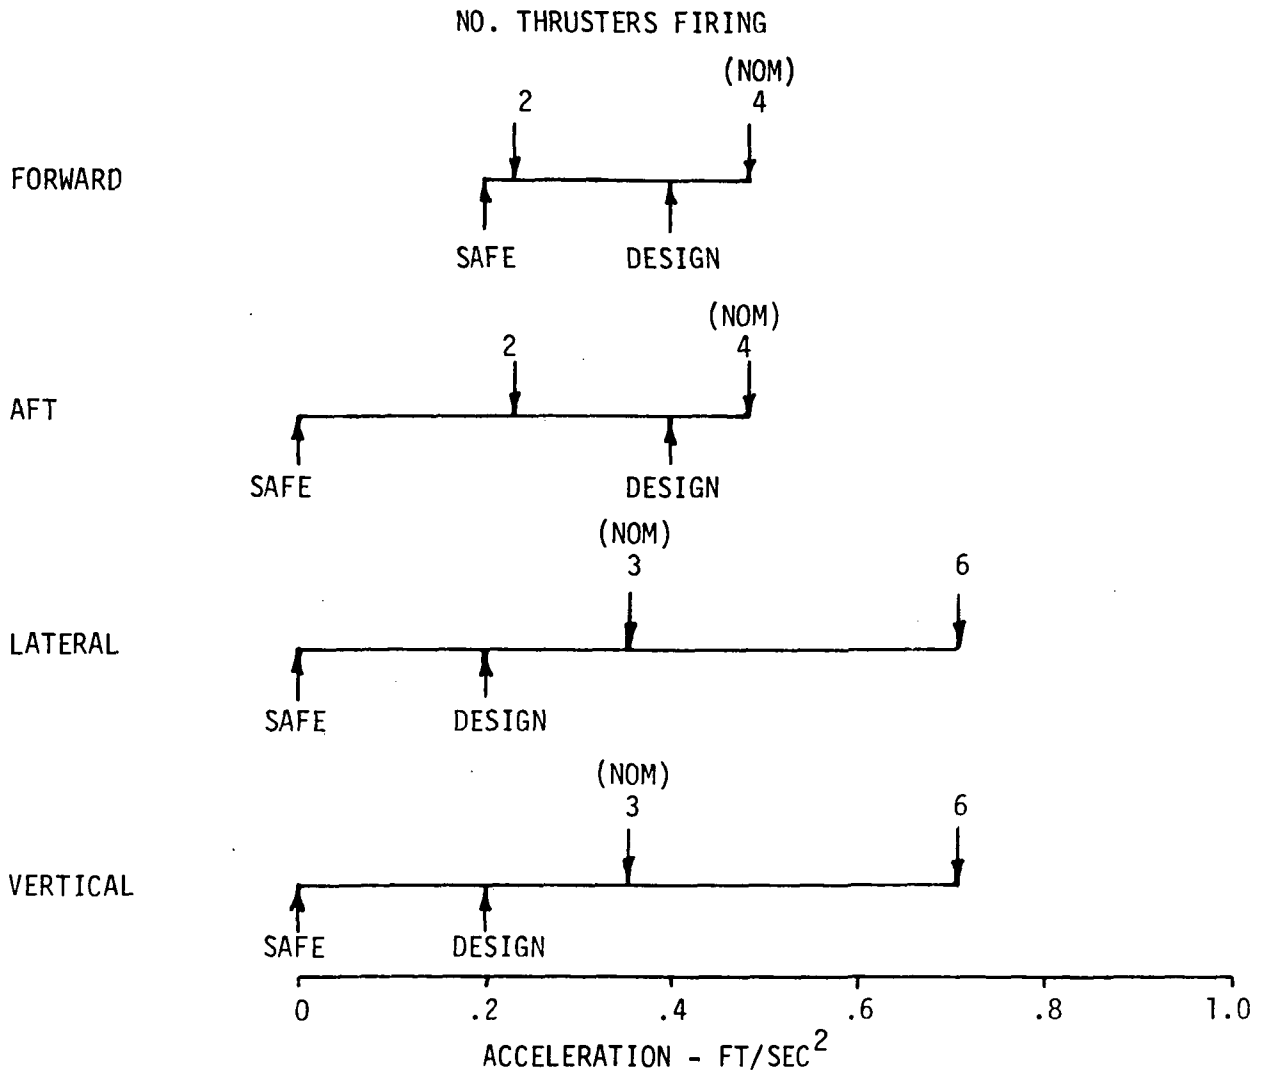 NO. THRUSTERS FIRING
(NOM)
2 4
FORWARD
SAFE DESIGN
(NOM)
2 4
AFT
SAFE DESIGN
(NOM)
3 6
LATERAL
SAFE DESIGN
(NOM)
3 6
VERTICAL
SAFE DESIGN
0 .2 .4 .6 .8 1.0
ACCELERATION - FT/SEC²